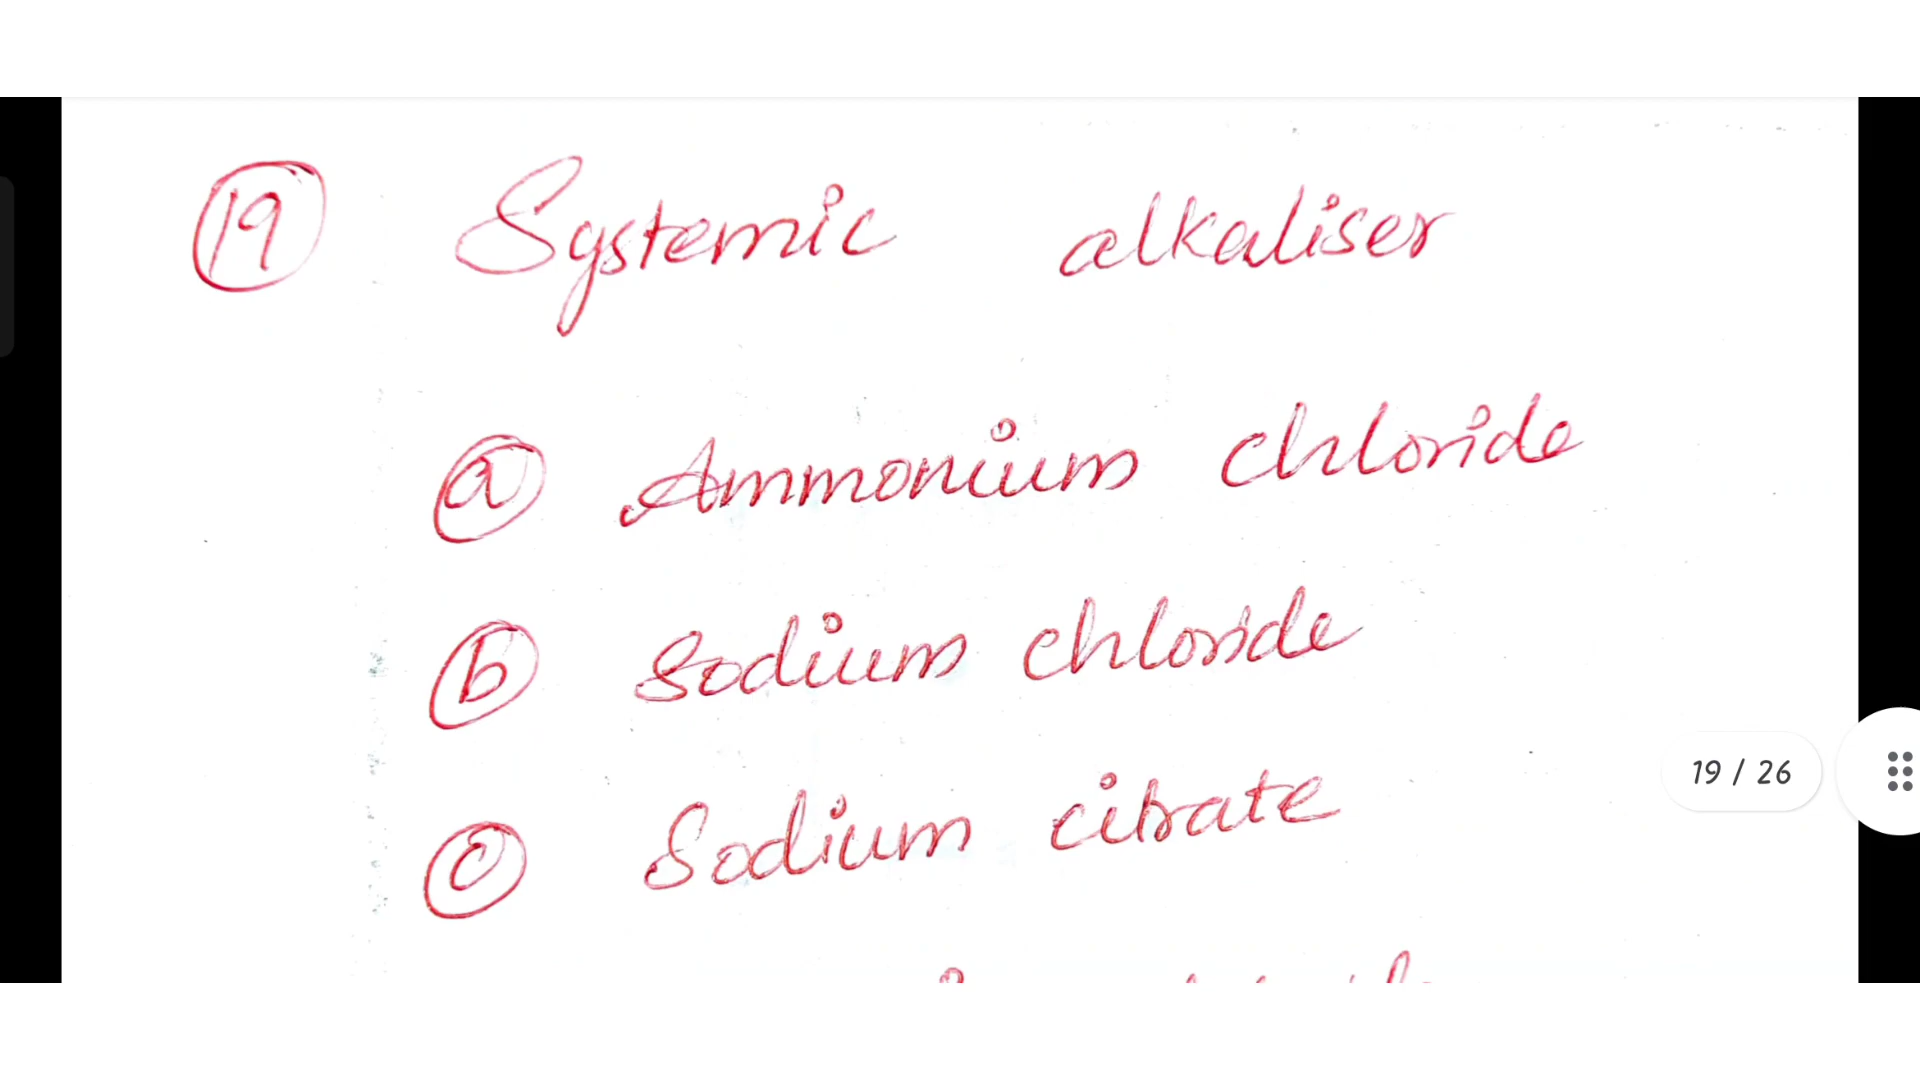 19 Systemic alkaliser
a Ammonium chloride
b Sodium chloride
c Sodium citrate
19 / 26